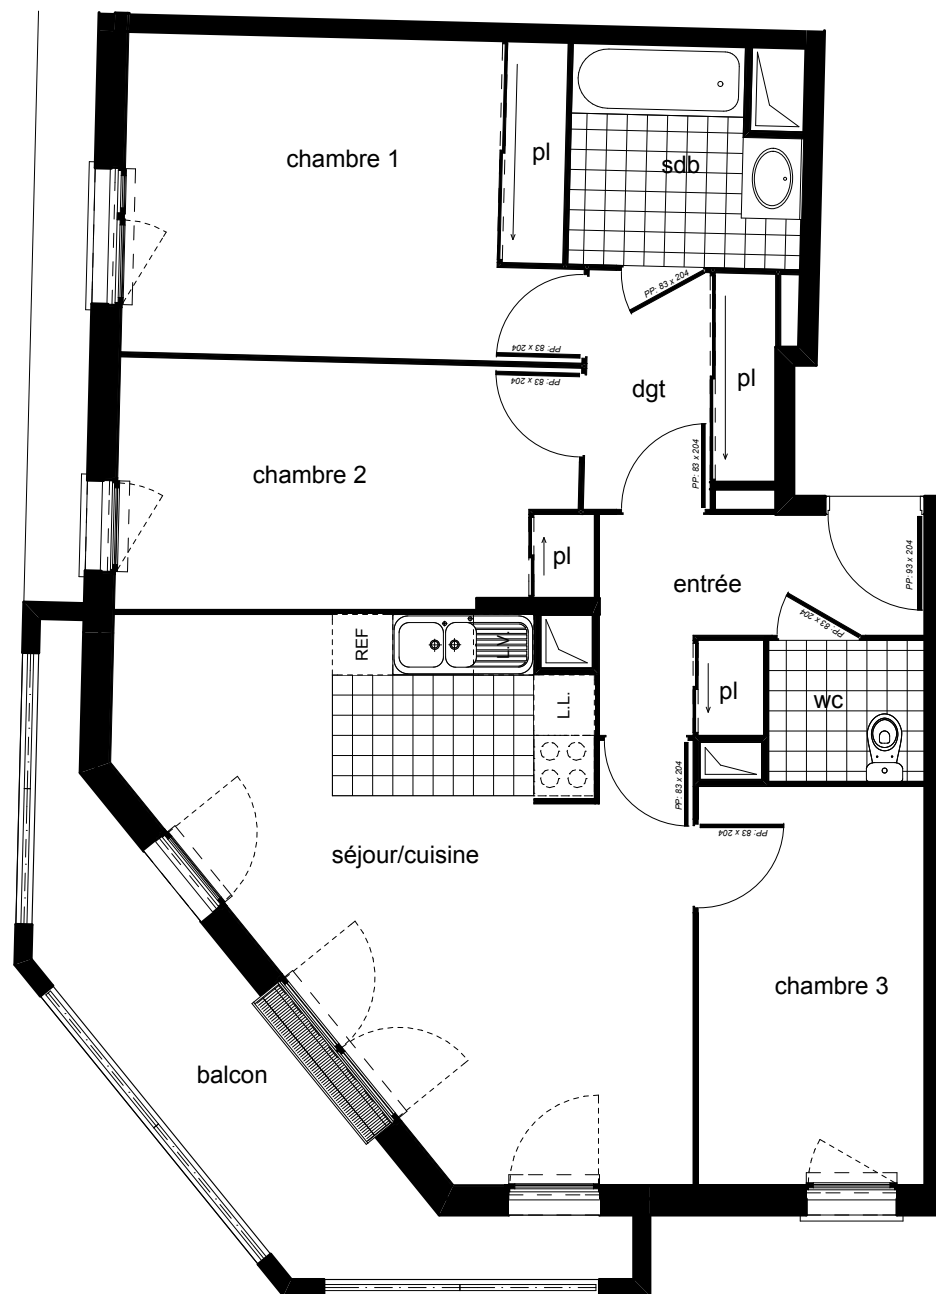 chambre 1
pl
sdb
PP: 83 x 204
PP: 83 x 204
PP: 83 x 204
dgt
pl
chambre 2
PP: 83 x 204
pl
entrée
PP: 93 x 204
PP: 83 x 204
REF
L.V.
L.L.
pl
wc
PP: 83 x 204
PP: 83 x 204
séjour/cuisine
chambre 3
balcon